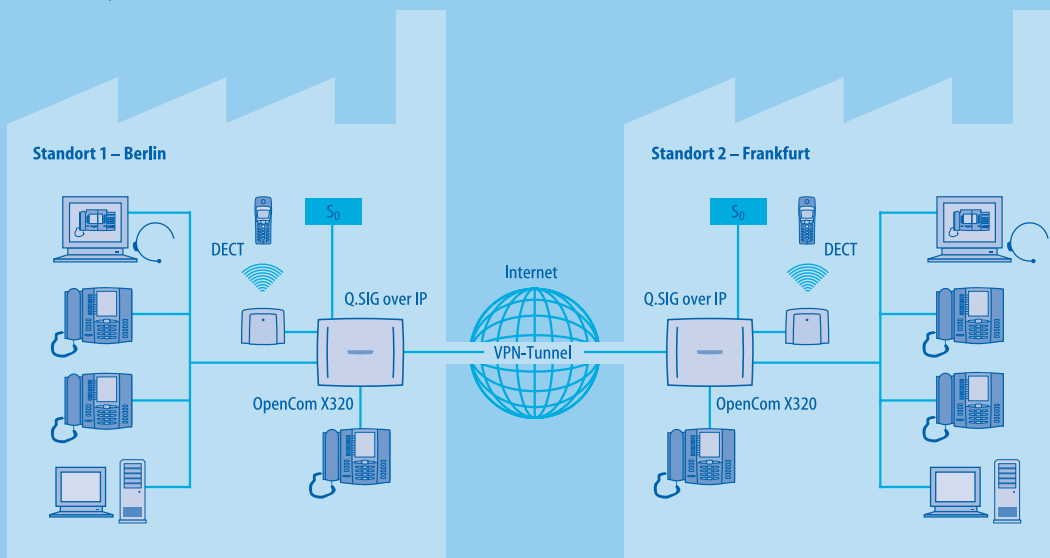 Standort 1 – Berlin
S₀
DECT
Q.SIG over IP
OpenCom X320
Internet
VPN-Tunnel
Standort 2 – Frankfurt
S₀
DECT
Q.SIG over IP
OpenCom X320